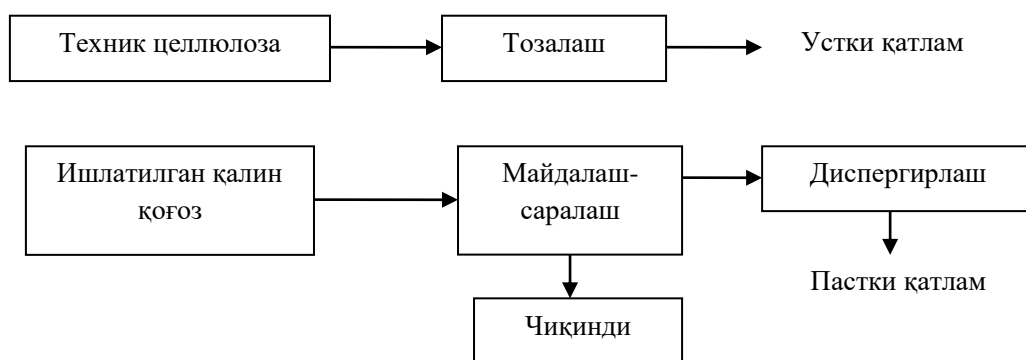 Техник целлюлоза
Тозалаш
Устки қатлам
Ишлатилган қалин
қоғоз
Майдалаш-
саралаш
Диспергирлаш
Пастки қатлам
Чиқинди